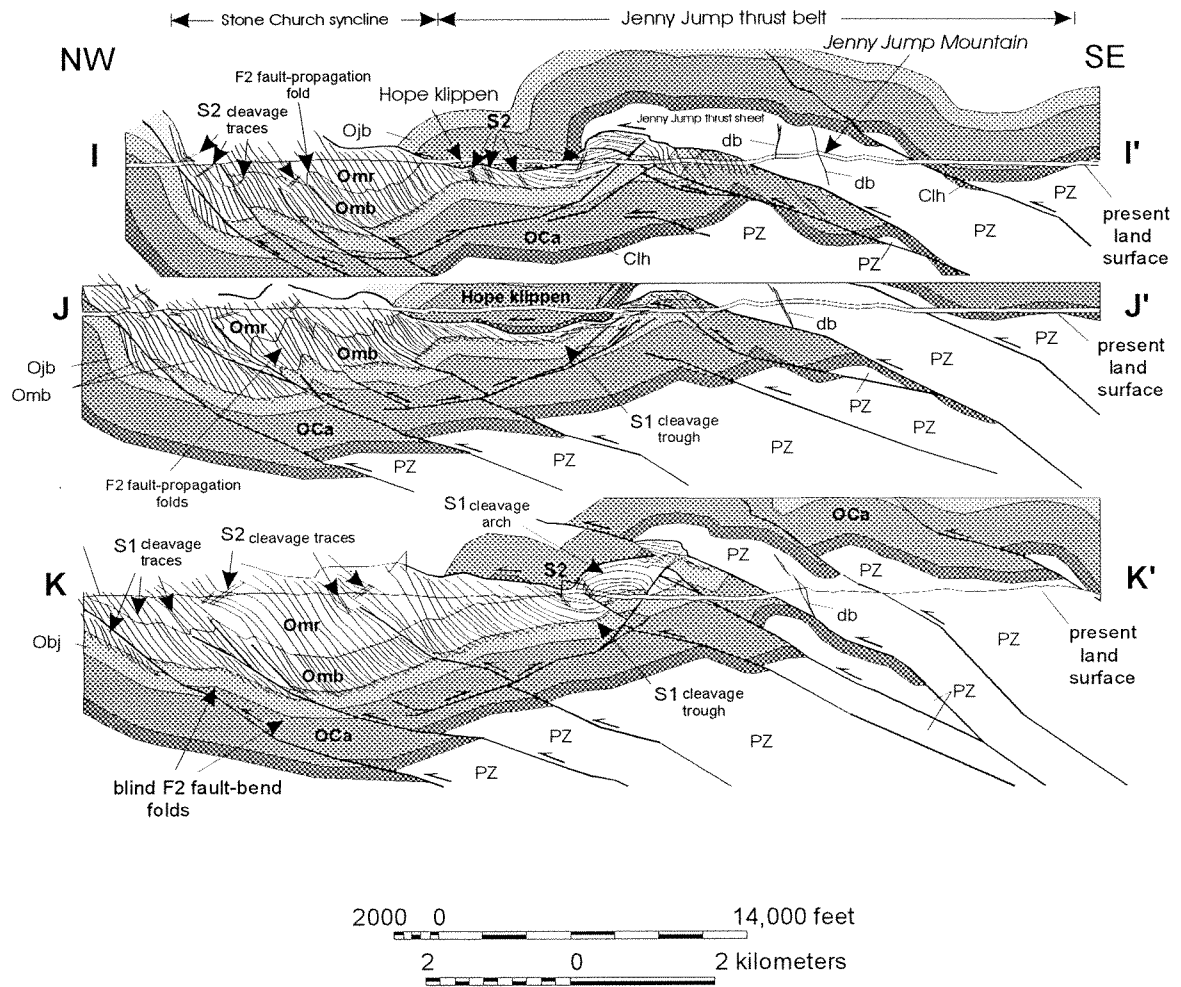 Stone Church syncline
Jenny Jump thrust belt
NW
Jenny Jump Mountain
SE
F2 fault-propagation
fold
Hope klippen
S2 cleavage
traces
Ojb
S2
Jenny Jump thrust sheet
db
I
I'
Omr
db
Omb
Clh
PZ
present
land
surface
OCa
PZ
PZ
Clh
PZ
J
Hope klippen
J'
Omr
db
Omb
PZ
PZ
present
land
surface
Ojb
Omb
PZ
OCa
S1 cleavage
trough
PZ
PZ
PZ
PZ
F2 fault-propagation
folds
S1 cleavage
arch
OCa
S1 cleavage
traces
S2 cleavage traces
PZ
K
S2
PZ
K'
Omr
db
Obj
PZ
present
land
surface
Omb
S1 cleavage
trough
PZ
OCa
PZ
PZ
PZ
blind F2 fault-bend
folds
2000 0 14,000 feet
2 0 2 kilometers